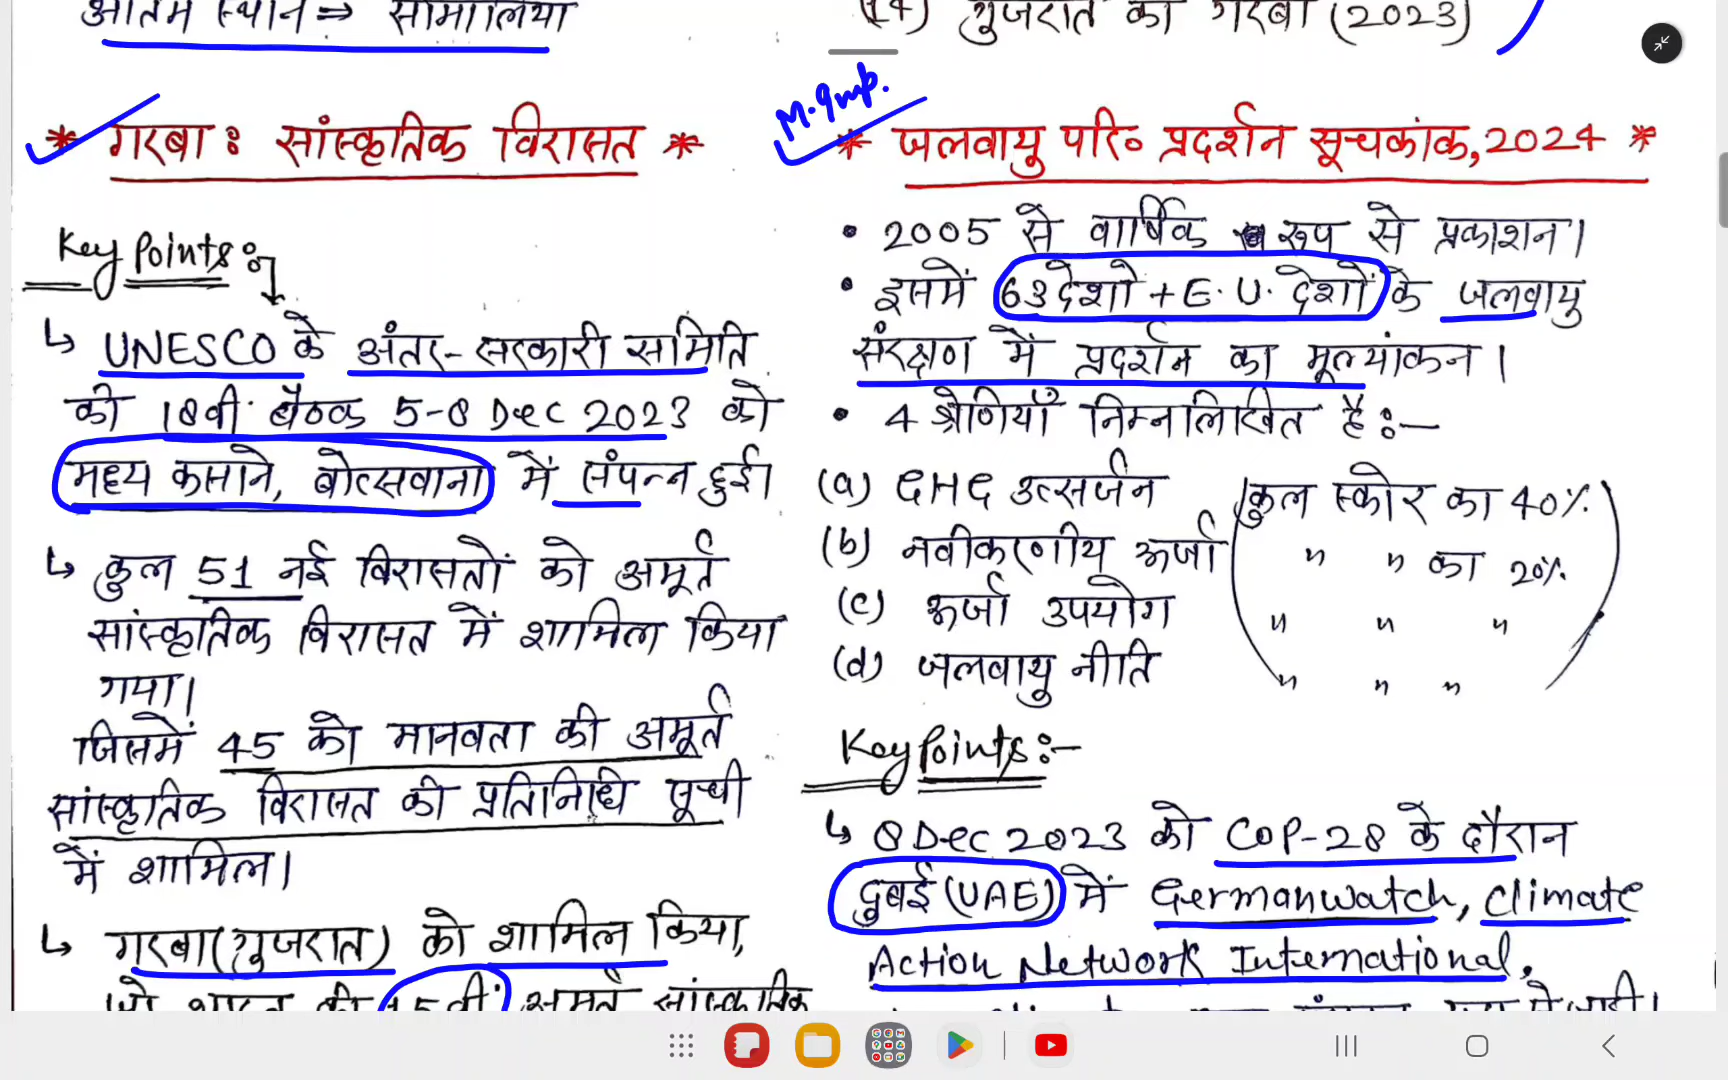 अंतिम स्थान ⇒ सोमालिया
* गरबा : सांस्कृतिक विरासत *
Key Points :-
↳ UNESCO के अंतर-सरकारी समिति
की 18वीं बैठक 5-8 Dec 2023 को
मध्य कसाने, बोत्सवाना में संपन्न हुई।
↳ कुल 51 नई विरासतों को अमूर्त
सांस्कृतिक विरासत में शामिल किया
गया।
जिसमें 45 को मानवता की अमूर्त
सांस्कृतिक विरासत की प्रतिनिधि सूची
में शामिल।
↳ गरबा (गुजरात) को शामिल किया,
जो भारत की 15वीं अमूर्त सांस्कृतिक
गुजरात का गरबा (2023)
M. Imp.
* जलवायु परि॰ प्रदर्शन सूचकांक, 2024 *
• 2005 से वार्षिक रूप से प्रकाशन।
• इसमें 63 देशों + E. U. देशों के जलवायु
संरक्षण में प्रदर्शन का मूल्यांकन।
• 4 श्रेणियाँ निम्नलिखित है :—
(a) GHG उत्सर्जन (कुल स्कोर का 40%.
(b) नवीकरणीय ऊर्जा " " का 20%.
(c) ऊर्जा उपयोग " " "
(d) जलवायु नीति " " " )
Key Points :—
↳ 8 Dec 2023 को COP-28 के दौरान
दुबई (UAE) में Germanwatch, Climate
Action Network International,